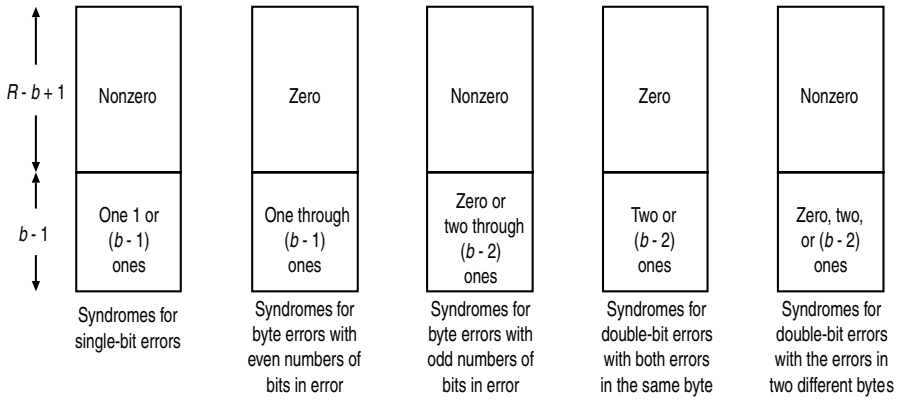 R - b + 1
Nonzero
Zero
Nonzero
Zero
Nonzero
b - 1
One 1 or
(b - 1)
ones
One through
(b - 1)
ones
Zero or
two through
(b - 2)
ones
Two or
(b - 2)
ones
Zero, two,
or (b - 2)
ones
Syndromes for
single-bit errors
Syndromes for
byte errors with
even numbers of
bits in error
Syndromes for
byte errors with
odd numbers of
bits in error
Syndromes for
double-bit errors
with both errors
in the same byte
Syndromes for
double-bit errors
with the errors in
two different bytes